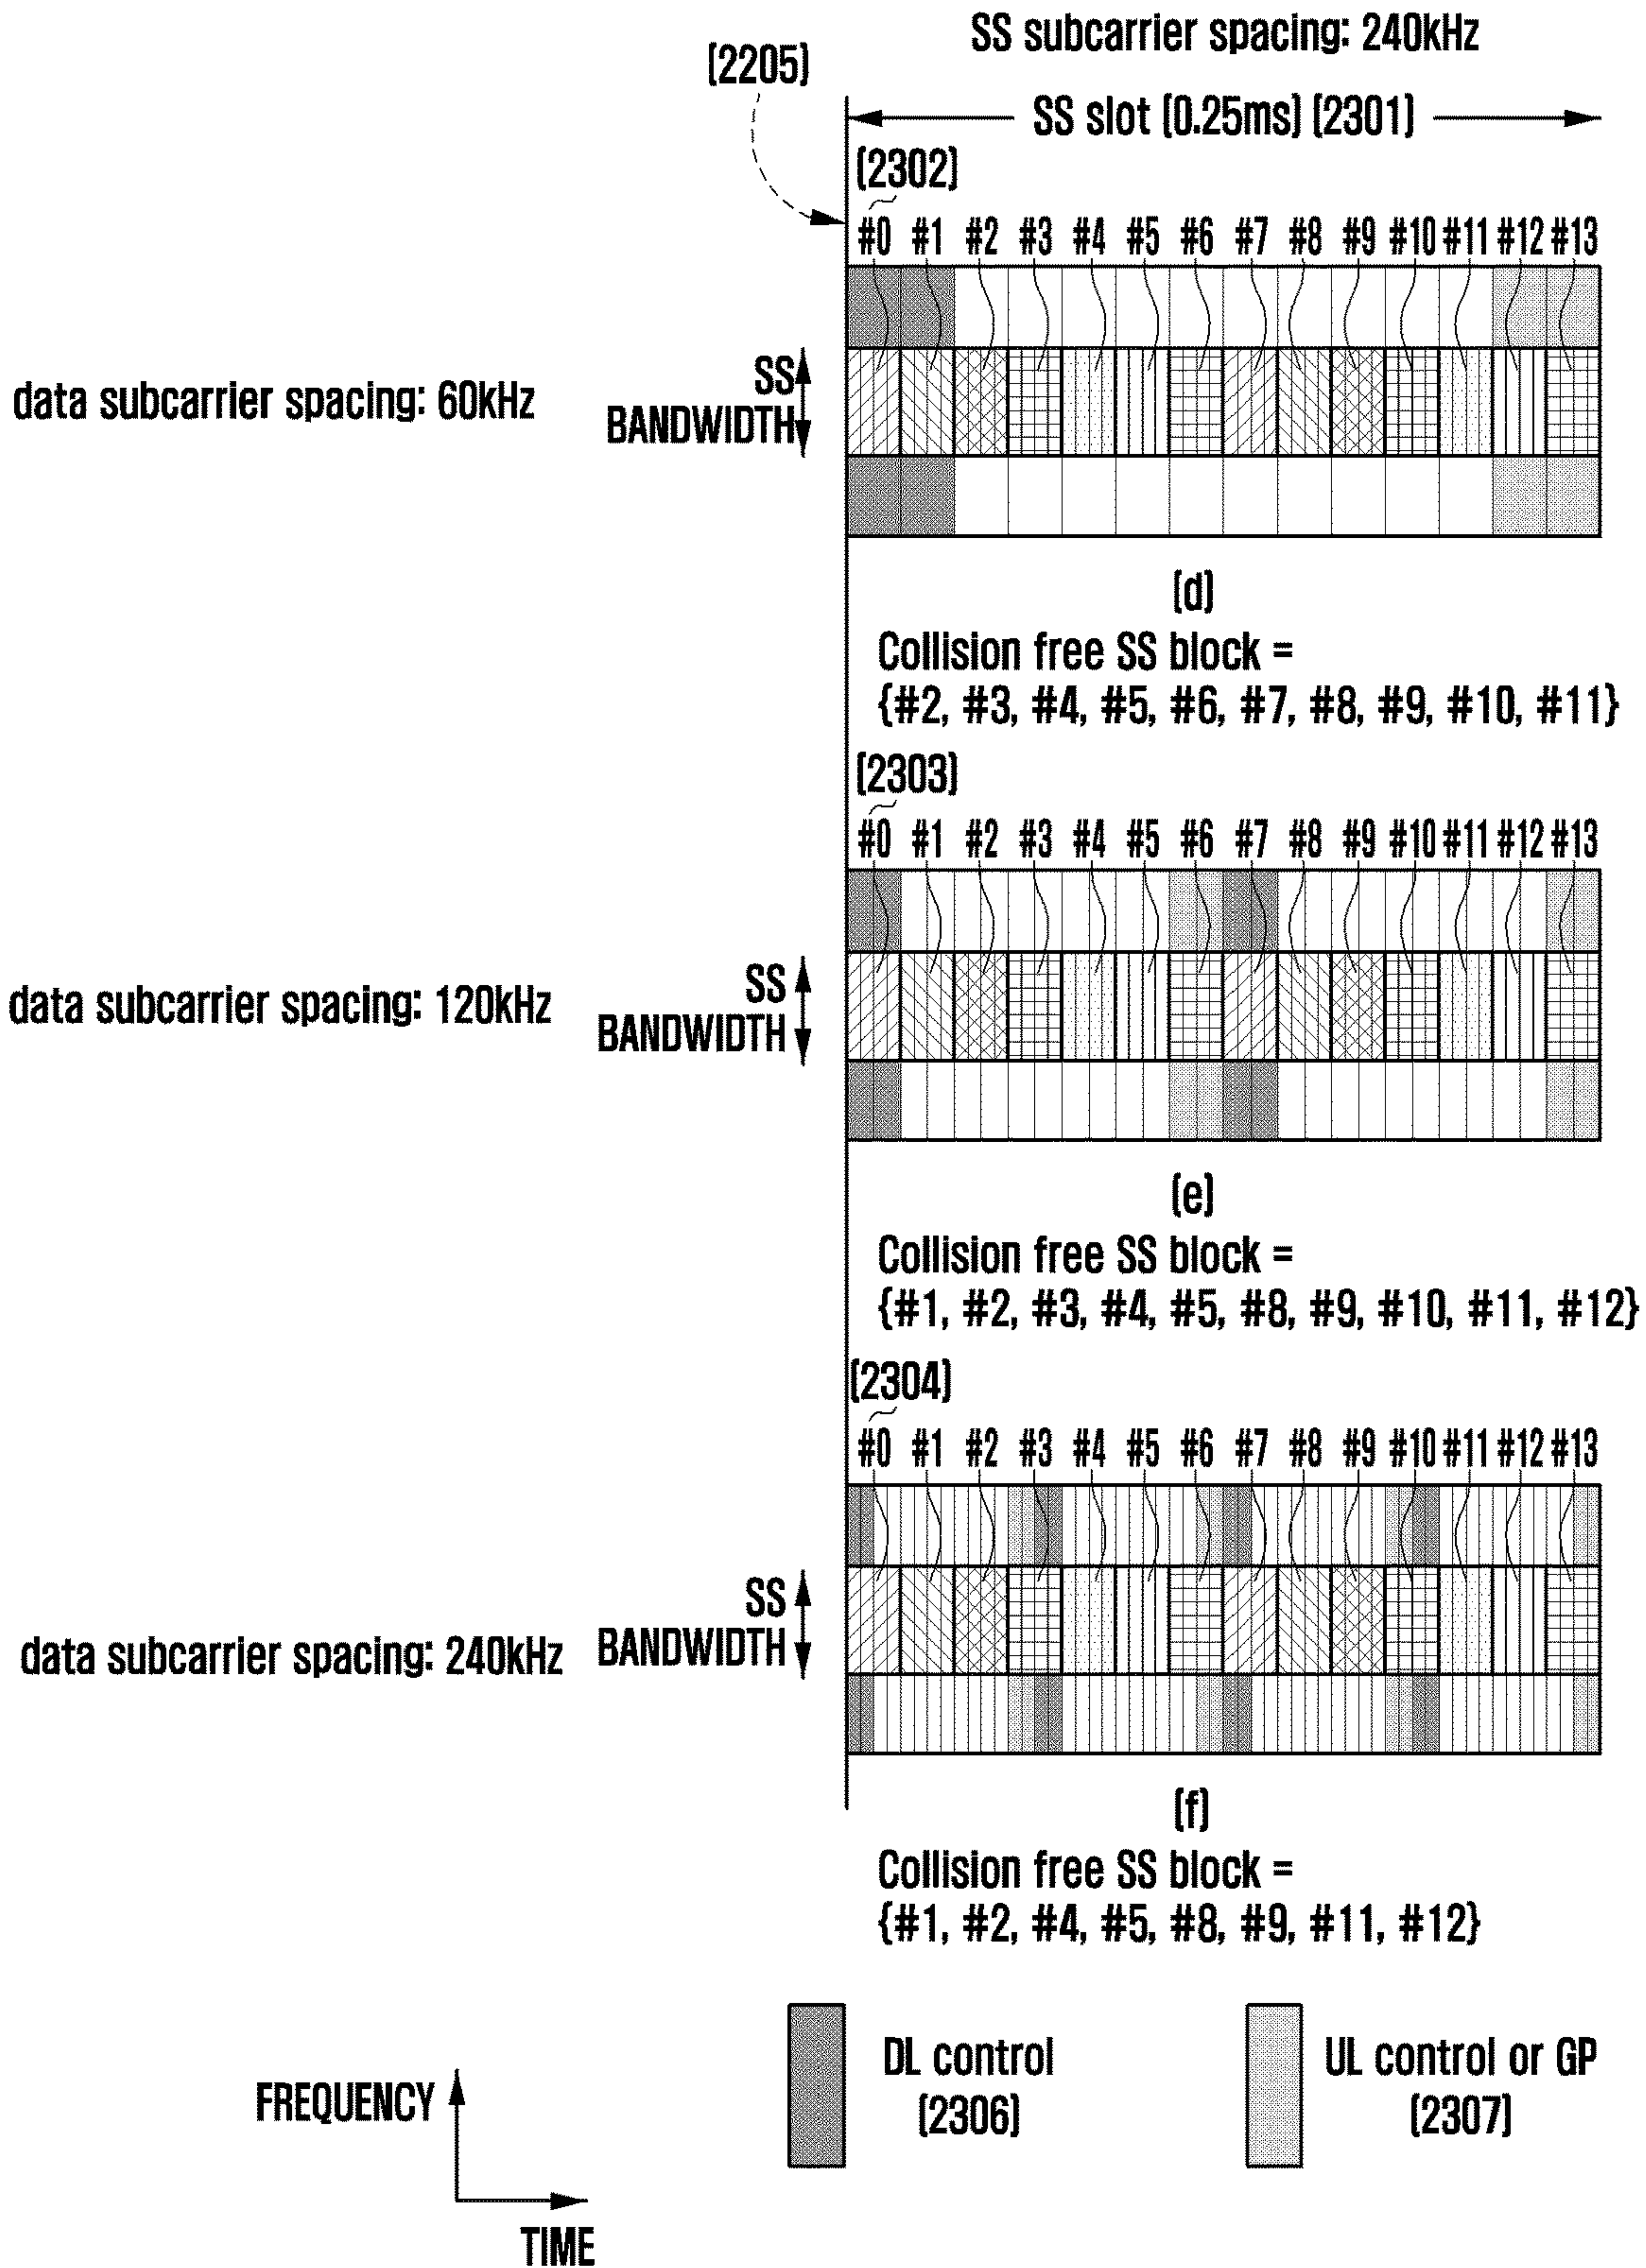 SS subcarrier spacing: 240kHz
(2205)
SS slot (0.25ms) (2301)
(2302)
#0 #1 #2 #3 #4 #5 #6 #7 #8 #9 #10 #11 #12 #13
data subcarrier spacing: 60kHz
SS
BANDWIDTH
(d)
Collision free SS block =
{#2, #3, #4, #5, #6, #7, #8, #9, #10, #11}
(2303)
#0 #1 #2 #3 #4 #5 #6 #7 #8 #9 #10 #11 #12 #13
data subcarrier spacing: 120kHz
SS
BANDWIDTH
(e)
Collision free SS block =
{#1, #2, #3, #4, #5, #8, #9, #10, #11, #12}
(2304)
#0 #1 #2 #3 #4 #5 #6 #7 #8 #9 #10 #11 #12 #13
data subcarrier spacing: 240kHz
SS
BANDWIDTH
(f)
Collision free SS block =
{#1, #2, #4, #5, #8, #9, #11, #12}
DL control
(2306)
UL control or GP
(2307)
FREQUENCY
TIME